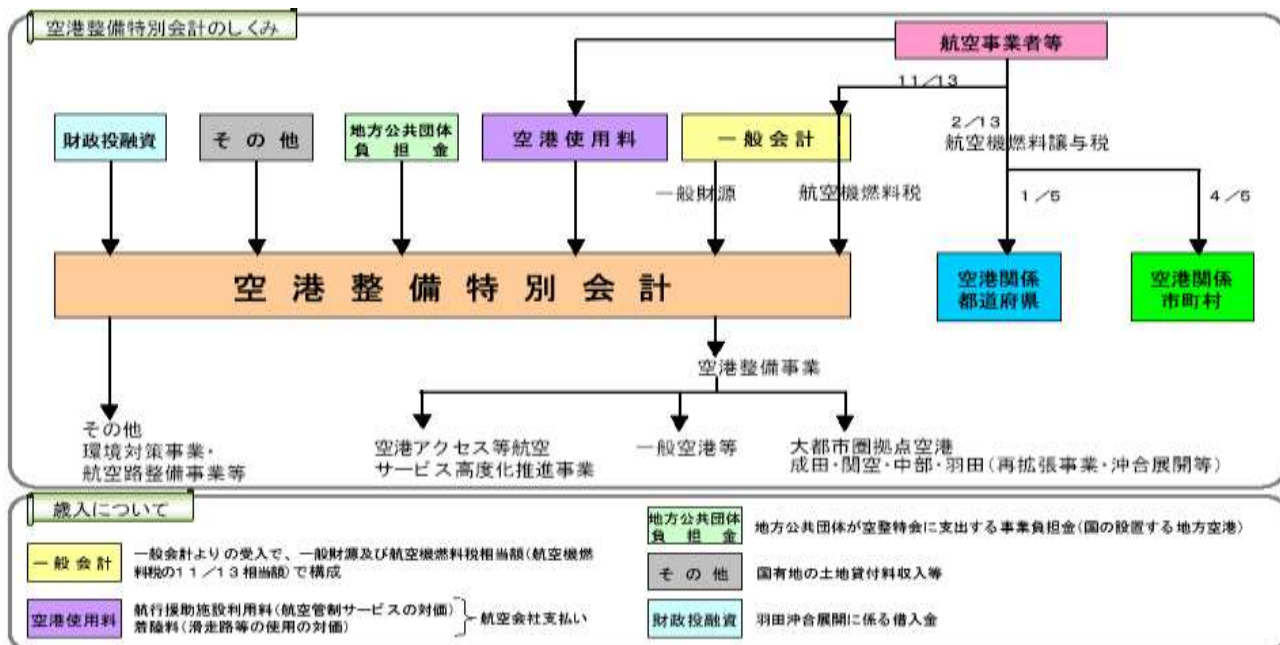 空港整備特別会計のしくみ
航空事業者等
11/13
財政投融資
その他
地方公共団体
負担金
空港使用料
一般会計
2/13
航空機燃料譲与税
一般財源
航空機燃料税
1/5
4/5
空港整備特別会計
空港関係
都道府県
空港関係
市町村
空港整備事業
その他
環境対策事業・
航空路整備事業等
空港アクセス等航空
サービス高度化推進事業
一般空港等
大都市圏拠点空港
成田・関空・中部・羽田(再拡張事業・沖合展開等)
歳入について
一般会計
一般会計よりの受入で、一般財源及び航空機燃料税相当額(航空機燃
料税の11/13相当額)で構成
空港使用料
航行援助施設利用料(航空管制サービスの対価)
着陸料(滑走路等の使用の対価)
航空会社支払い
地方公共団体
負担金
地方公共団体が空整特会に支出する事業負担金(国の設置する地方空港)
その他
国有地の土地貸付料収入等
財政投融資
羽田沖合展開に係る借入金